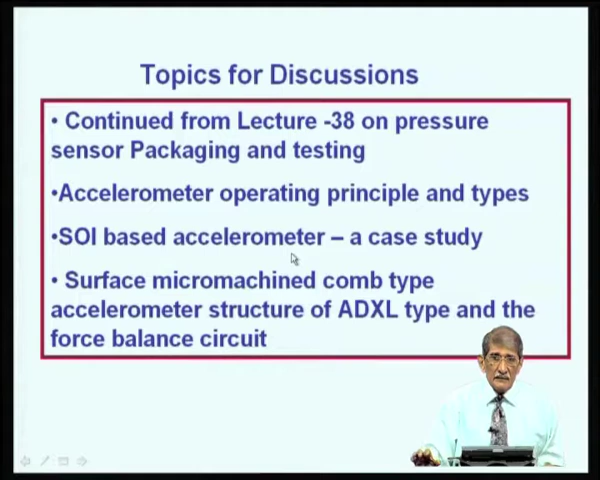 Topics for Discussions
• Continued from Lecture -38 on pressure
sensor Packaging and testing
•Accelerometer operating principle and types
•SOI based accelerometer – a case study
• Surface micromachined comb type
accelerometer structure of ADXL type and the
force balance circuit